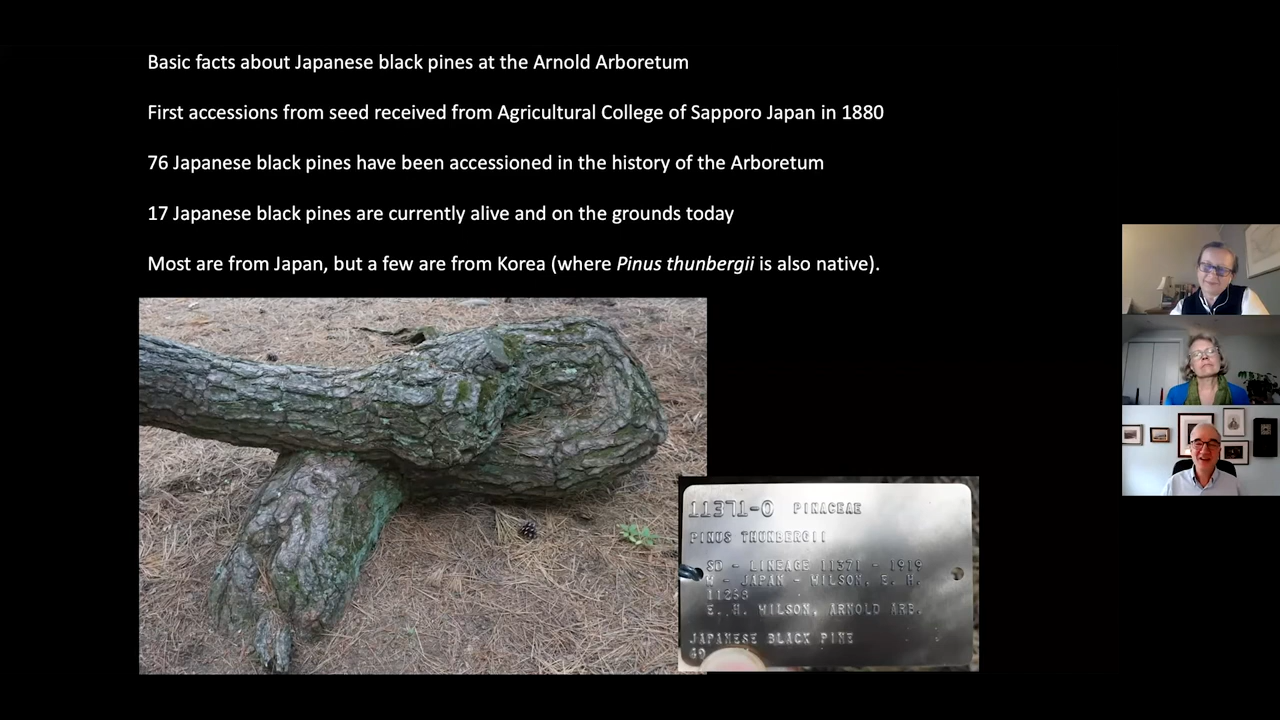 Basic facts about Japanese black pines at the Arnold Arboretum
First accessions from seed received from Agricultural College of Sapporo Japan in 1880
76 Japanese black pines have been accessioned in the history of the Arboretum
17 Japanese black pines are currently alive and on the grounds today
Most are from Japan, but a few are from Korea (where Pinus thunbergii is also native).
11371-O PINACEAE
PINUS THUNBERGII
SD - LINEAGE 11371 - 1919
W - JAPAN - WILSON, E. H.
E. H. WILSON, ARNOLD ARB.
JAPANESE BLACK PINE